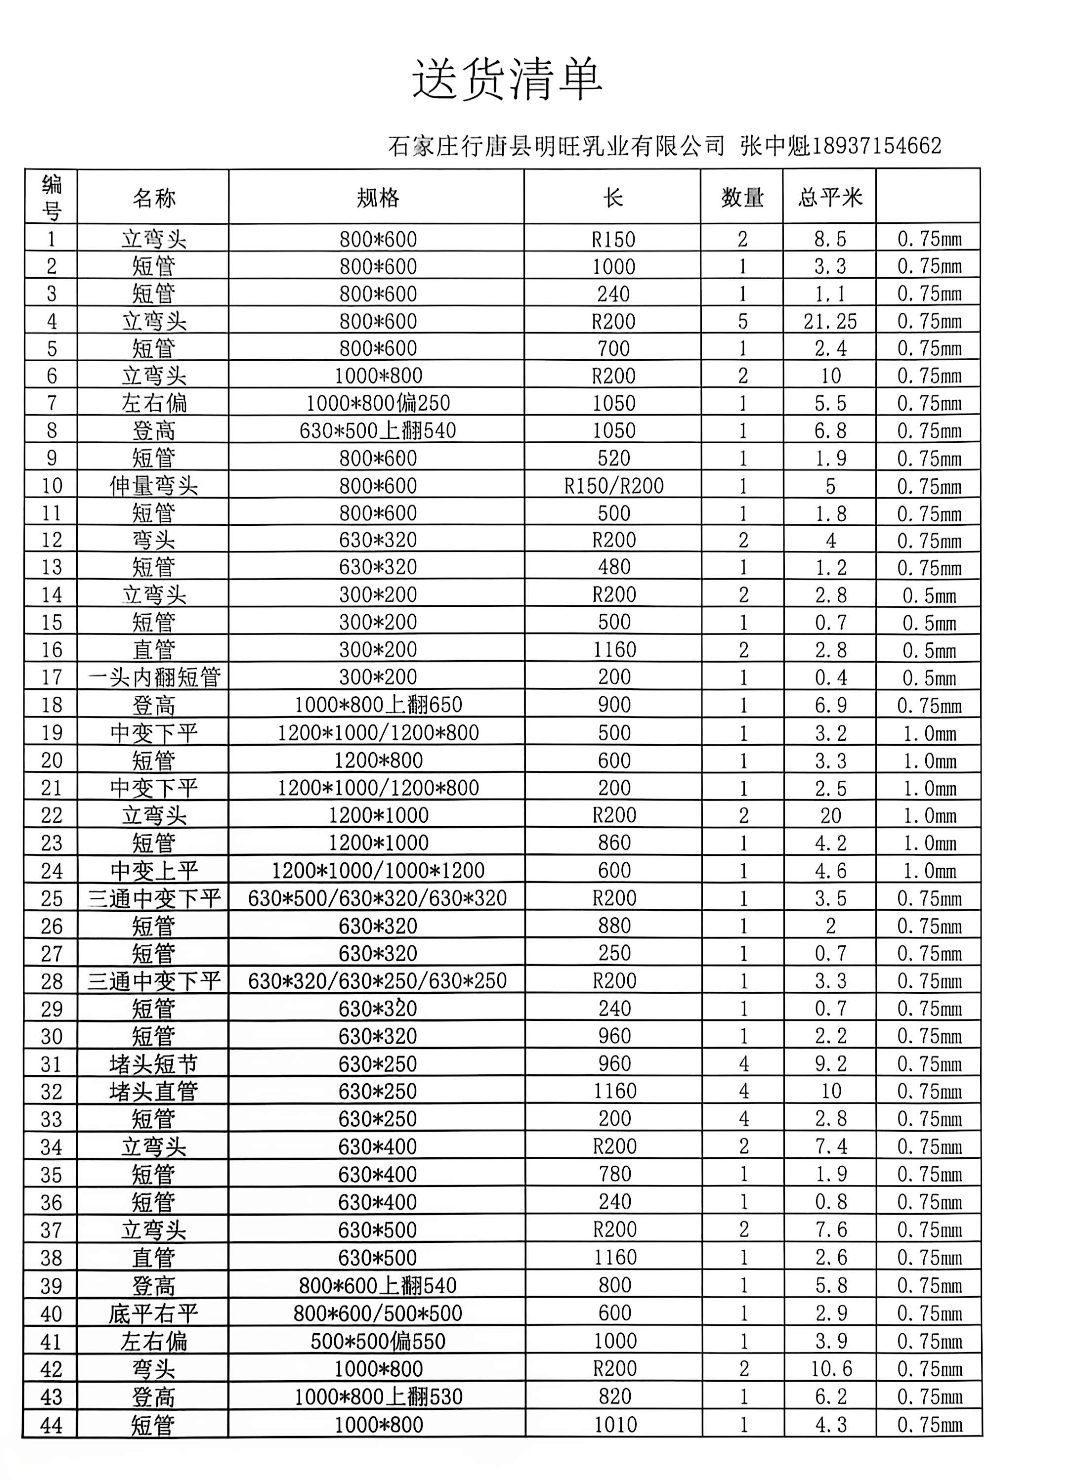 送货清单
石家庄行唐县明旺乳业有限公司 张中魁18937154662
编号 名称 规格 长 数量 总平米
1 立弯头 800*600 R150 2 8.5 0.75mm
2 短管 800*600 1000 1 3.3 0.75mm
3 短管 800*600 240 1 1.1 0.75mm
4 立弯头 800*600 R200 5 21.25 0.75mm
5 短管 800*600 700 1 2.4 0.75mm
6 立弯头 1000*800 R200 2 10 0.75mm
7 左右偏 1000*800偏250 1050 1 5.5 0.75mm
8 登高 630*500上翻540 1050 1 6.8 0.75mm
9 短管 800*600 520 1 1.9 0.75mm
10 伸量弯头 800*600 R150/R200 1 5 0.75mm
11 短管 800*600 500 1 1.8 0.75mm
12 弯头 630*320 R200 2 4 0.75mm
13 短管 630*320 480 1 1.2 0.75mm
14 立弯头 300*200 R200 2 2.8 0.5mm
15 短管 300*200 500 1 0.7 0.5mm
16 直管 300*200 1160 2 2.8 0.5mm
17 一头内翻短管 300*200 200 1 0.4 0.5mm
18 登高 1000*800上翻650 900 1 6.9 0.75mm
19 中变下平 1200*1000/1200*800 500 1 3.2 1.0mm
20 短管 1200*800 600 1 3.3 1.0mm
21 中变下平 1200*1000/1200*800 200 1 2.5 1.0mm
22 立弯头 1200*1000 R200 2 20 1.0mm
23 短管 1200*1000 860 1 4.2 1.0mm
24 中变上平 1200*1000/1000*1200 600 1 4.6 1.0mm
25 三通中变下平 630*500/630*320/630*320 R200 1 3.5 0.75mm
26 短管 630*320 880 1 2 0.75mm
27 短管 630*320 250 1 0.7 0.75mm
28 三通中变下平 630*320/630*250/630*250 R200 1 3.3 0.75mm
29 短管 630*320 240 1 0.7 0.75mm
30 短管 630*320 960 1 2.2 0.75mm
31 堵头短节 630*250 960 4 9.2 0.75mm
32 堵头直管 630*250 1160 4 10 0.75mm
33 短管 630*250 200 4 2.8 0.75mm
34 立弯头 630*400 R200 2 7.4 0.75mm
35 短管 630*400 780 1 1.9 0.75mm
36 短管 630*400 240 1 0.8 0.75mm
37 立弯头 630*500 R200 2 7.6 0.75mm
38 直管 630*500 1160 1 2.6 0.75mm
39 登高 800*600上翻540 800 1 5.8 0.75mm
40 底平右平 800*600/500*500 600 1 2.9 0.75mm
41 左右偏 500*500偏550 1000 1 3.9 0.75mm
42 弯头 1000*800 R200 2 10.6 0.75mm
43 登高 1000*800上翻530 820 1 6.2 0.75mm
44 短管 1000*800 1010 1 4.3 0.75mm